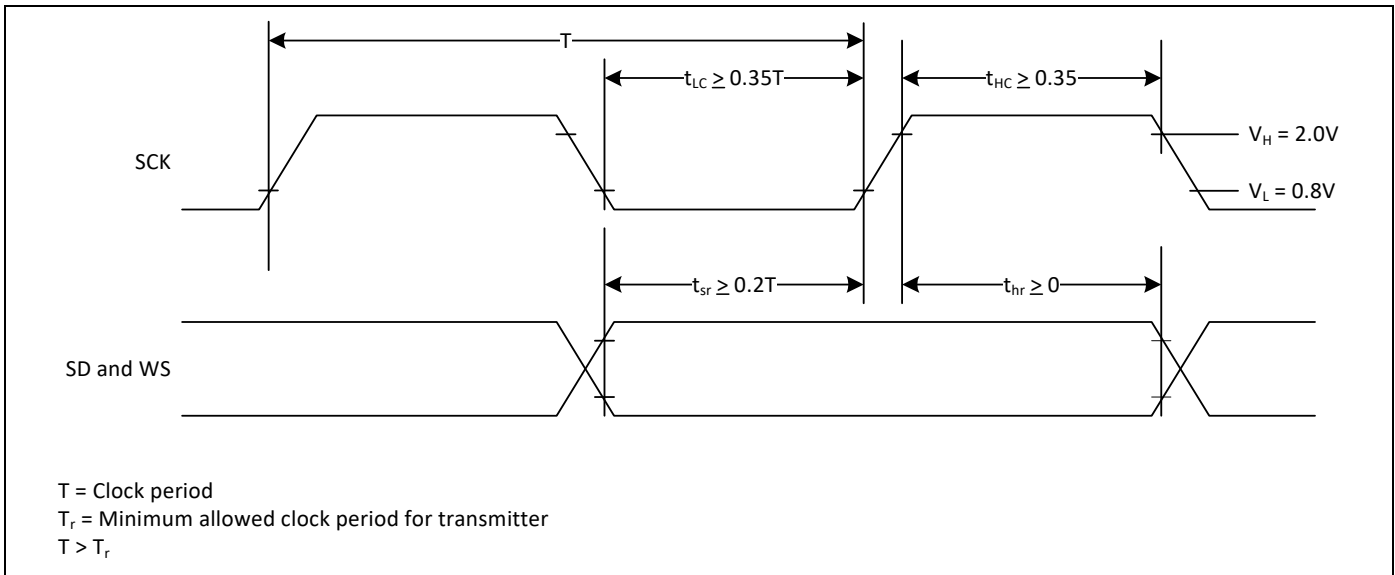 T
t_LC ≥ 0.35T
t_HC ≥ 0.35
SCK
V_H = 2.0V
V_L = 0.8V
t_sr ≥ 0.2T
t_hr ≥ 0
SD and WS
T = Clock period
T_r = Minimum allowed clock period for transmitter
T > T_r